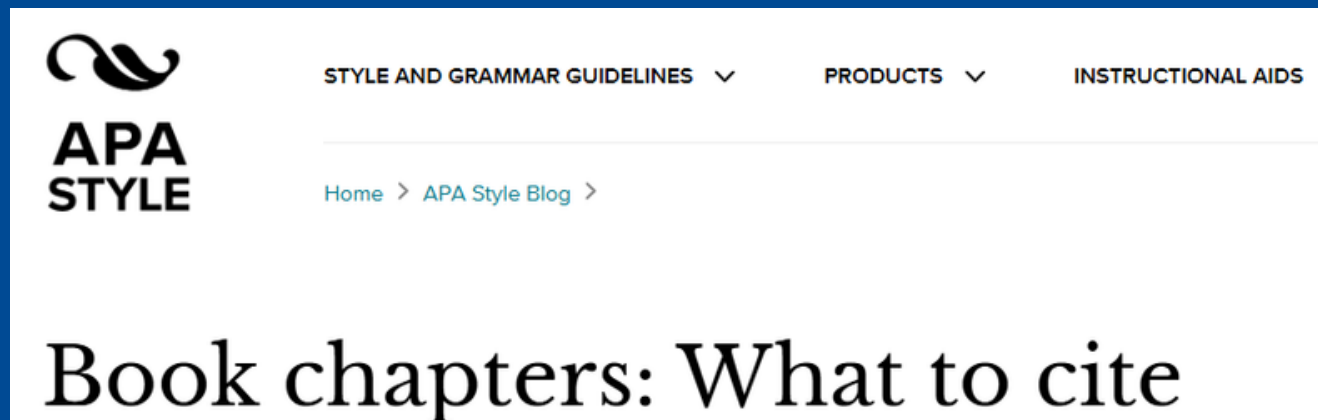 STYLE AND GRAMMAR GUIDELINES PRODUCTS INSTRUCTIONAL AIDS
APA
STYLE
Home > APA Style Blog >
Book chapters: What to cite